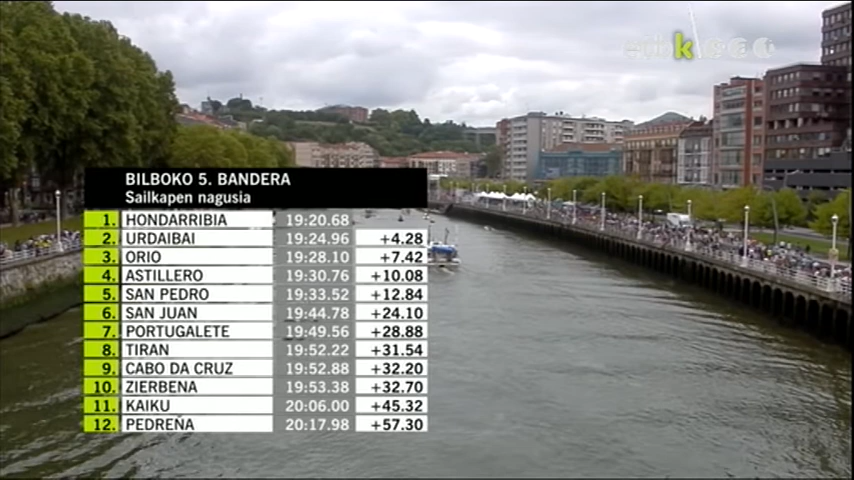 etb k eus
BILBOKO 5. BANDERA
Sailkapen nagusia
1. HONDARRIBIA 19:20.68
2. URDAIBAI 19:24.96 +4.28
3. ORIO 19:28.10 +7.42
4. ASTILLERO 19:30.76 +10.08
5. SAN PEDRO 19:33.52 +12.84
6. SAN JUAN 19:44.78 +24.10
7. PORTUGALETE 19:49.56 +28.88
8. TIRAN 19:52.22 +31.54
9. CABO DA CRUZ 19:52.88 +32.20
10. ZIERBENA 19:53.38 +32.70
11. KAIKU 20:06.00 +45.32
12. PEDREÑA 20:17.98 +57.30